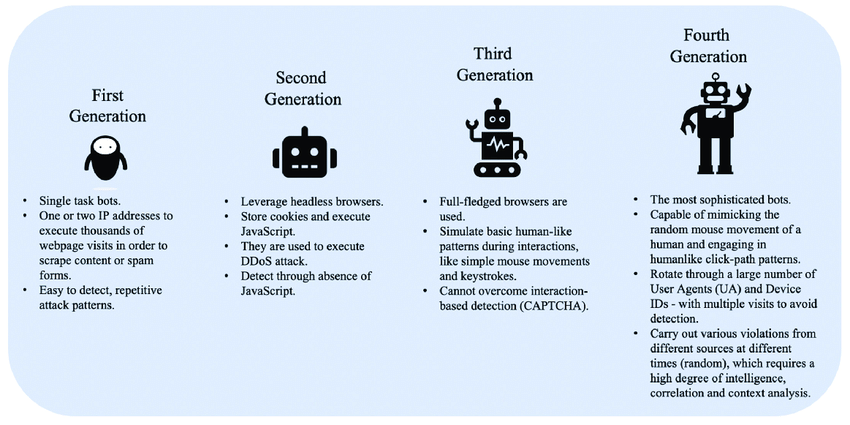 First
Generation
• Single task bots.
• One or two IP addresses to
execute thousands of
webpage visits in order to
scrape content or spam
forms.
• Easy to detect, repetitive
attack patterns.
Second
Generation
• Leverage headless browsers.
• Store cookies and execute
JavaScript.
• They are used to execute
DDoS attack.
• Detect through absence of
JavaScript.
Third
Generation
• Full-fledged browsers are
used.
• Simulate basic human-like
patterns during interactions,
like simple mouse movements
and keystrokes.
• Cannot overcome interaction-
based detection (CAPTCHA).
Fourth
Generation
• The most sophisticated bots.
• Capable of mimicking the
random mouse movement of a
human and engaging in
humanlike click-path patterns.
• Rotate through a large number of
User Agents (UA) and Device
IDs - with multiple visits to avoid
detection.
• Carry out various violations from
different sources at different
times (random), which requires a
high degree of intelligence,
correlation and context analysis.